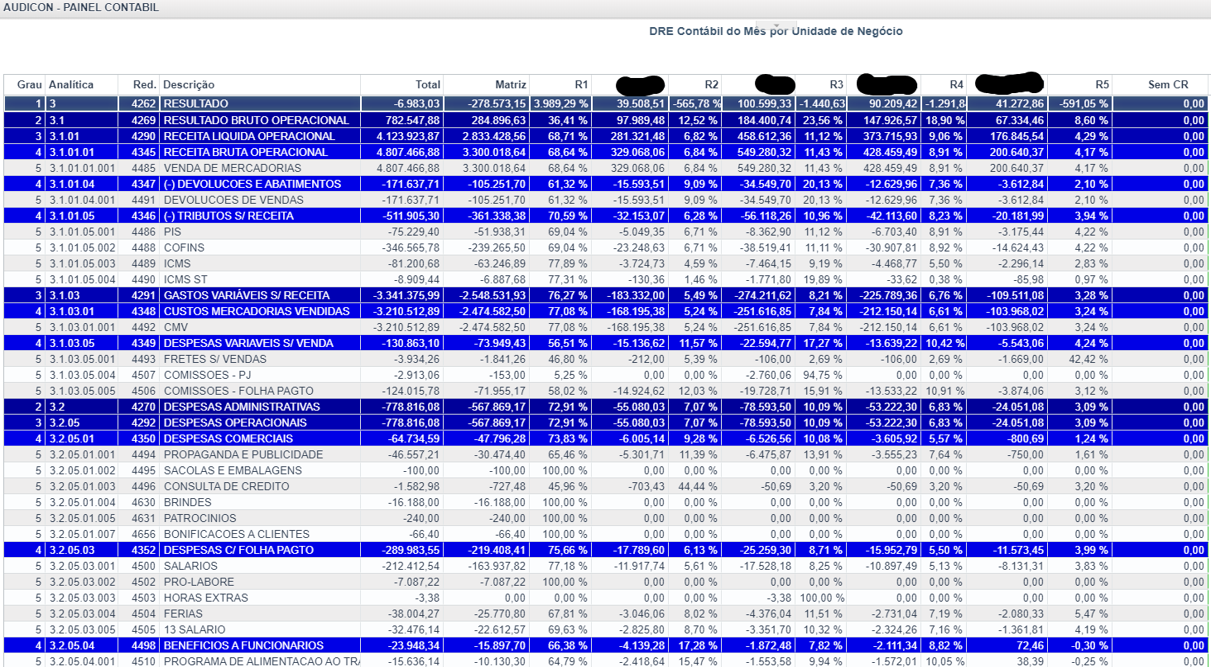 AUDICON - PAINEL CONTABIL
DRE Contábil do Mês por Unidade de Negócio
Grau Analítica Red. Descrição Total Matriz R1 R2 R3 R4 R5 Sem CR
1 3 4262 RESULTADO -6.983,03 -278.573,15 3.989,29 % 39.508,51 -565,78 % 100.599,33 -1.440,63 90.209,42 -1.291,8 41.272,86 -591,05 % 0,00
2 3.1 4269 RESULTADO BRUTO OPERACIONAL 782.547,88 284.896,63 36,41 % 97.989,48 12,52 % 184.400,74 23,56 % 147.926,57 18,90 % 67.334,46 8,60 % 0,00
3 3.1.01 4290 RECEITA LIQUIDA OPERACIONAL 4.123.923,87 2.833.428,56 68,71 % 281.321,48 6,82 % 458.612,36 11,12 % 373.715,93 9,06 % 176.845,54 4,29 % 0,00
4 3.1.01.01 4345 RECEITA BRUTA OPERACIONAL 4.807.466,88 3.300.018,64 68,64 % 329.068,06 6,84 % 549.280,32 11,43 % 428.459,49 8,91 % 200.640,37 4,17 % 0,00
5 3.1.01.01.001 4485 VENDA DE MERCADORIAS 4.807.466,88 3.300.018,64 68,64 % 329.068,06 6,84 % 549.280,32 11,43 % 428.459,49 8,91 % 200.640,37 4,17 % 0,00
4 3.1.01.04 4347 (-) DEVOLUCOES E ABATIMENTOS -171.637,71 -105.251,70 61,32 % -15.593,51 9,09 % -34.549,70 20,13 % -12.629,96 7,36 % -3.612,84 2,10 % 0,00
5 3.1.01.04.001 4491 DEVOLUCOES DE VENDAS -171.637,71 -105.251,70 61,32 % -15.593,51 9,09 % -34.549,70 20,13 % -12.629,96 7,36 % -3.612,84 2,10 % 0,00
4 3.1.01.05 4346 (-) TRIBUTOS S/ RECEITA -511.905,30 -361.338,38 70,59 % -32.153,07 6,28 % -56.118,26 10,96 % -42.113,60 8,23 % -20.181,99 3,94 % 0,00
5 3.1.01.05.001 4486 PIS -75.229,40 -51.938,31 69,04 % -5.049,35 6,71 % -8.362,90 11,12 % -6.703,40 8,91 % -3.175,44 4,22 % 0,00
5 3.1.01.05.002 4488 COFINS -346.565,78 -239.265,50 69,04 % -23.248,63 6,71 % -38.519,41 11,11 % -30.907,81 8,92 % -14.624,43 4,22 % 0,00
5 3.1.01.05.003 4489 ICMS -81.200,68 -63.246,89 77,89 % -3.724,73 4,59 % -7.464,15 9,19 % -4.468,77 5,50 % -2.296,14 2,83 % 0,00
5 3.1.01.05.004 4490 ICMS ST -8.909,44 -6.887,68 77,31 % -130,36 1,46 % -1.771,80 19,89 % -33,62 0,38 % -85,98 0,97 % 0,00
3 3.1.03 4291 GASTOS VARIÁVEIS S/ RECEITA -3.341.375,99 -2.548.531,93 76,27 % -183.332,00 5,49 % -274.211,62 8,21 % -225.789,36 6,76 % -109.511,08 3,28 % 0,00
4 3.1.03.01 4348 CUSTOS MERCADORIAS VENDIDAS -3.210.512,89 -2.474.582,50 77,08 % -168.195,38 5,24 % -251.616,85 7,84 % -212.150,14 6,61 % -103.968,02 3,24 % 0,00
5 3.1.03.01.001 4492 CMV -3.210.512,89 -2.474.582,50 77,08 % -168.195,38 5,24 % -251.616,85 7,84 % -212.150,14 6,61 % -103.968,02 3,24 % 0,00
4 3.1.03.05 4349 DESPESAS VARIAVEIS S/ VENDA -130.863,10 -73.949,43 56,51 % -15.136,62 11,57 % -22.594,77 17,27 % -13.639,22 10,42 % -5.543,06 4,24 % 0,00
5 3.1.03.05.001 4493 FRETES S/ VENDAS -3.934,26 -1.841,26 46,80 % -212,00 5,39 % -106,00 2,69 % -106,00 2,69 % -1.669,00 42,42 % 0,00
5 3.1.03.05.004 4507 COMISSOES - PJ -2.913,06 -153,00 5,25 % 0,00 0,00 % -2.760,06 94,75 % 0,00 0,00 % 0,00 0,00 % 0,00
5 3.1.03.05.005 4506 COMISSOES - FOLHA PAGTO -124.015,78 -71.955,17 58,02 % -14.924,62 12,03 % -19.728,71 15,91 % -13.533,22 10,91 % -3.874,06 3,12 % 0,00
2 3.2 4270 DESPESAS ADMINISTRATIVAS -778.816,08 -567.869,17 72,91 % -55.080,03 7,07 % -78.593,50 10,09 % -53.222,30 6,83 % -24.051,08 3,09 % 0,00
3 3.2.05 4292 DESPESAS OPERACIONAIS -778.816,08 -567.869,17 72,91 % -55.080,03 7,07 % -78.593,50 10,09 % -53.222,30 6,83 % -24.051,08 3,09 % 0,00
4 3.2.05.01 4350 DESPESAS COMERCIAIS -64.734,59 -47.796,28 73,83 % -6.005,14 9,28 % -6.526,56 10,08 % -3.605,92 5,57 % -800,69 1,24 % 0,00
5 3.2.05.01.001 4494 PROPAGANDA E PUBLICIDADE -46.557,21 -30.474,40 65,46 % -5.301,71 11,39 % -6.475,87 13,91 % -3.555,23 7,64 % -750,00 1,61 % 0,00
5 3.2.05.01.002 4495 SACOLAS E EMBALAGENS -100,00 -100,00 100,00 % 0,00 0,00 % 0,00 0,00 % 0,00 0,00 % 0,00 0,00 % 0,00
5 3.2.05.01.003 4496 CONSULTA DE CREDITO -1.582,98 -727,48 45,96 % -703,43 44,44 % -50,69 3,20 % -50,69 3,20 % -50,69 3,20 % 0,00
5 3.2.05.01.004 4630 BRINDES -16.188,00 -16.188,00 100,00 % 0,00 0,00 % 0,00 0,00 % 0,00 0,00 % 0,00 0,00 % 0,00
5 3.2.05.01.005 4631 PATROCINIOS -240,00 -240,00 100,00 % 0,00 0,00 % 0,00 0,00 % 0,00 0,00 % 0,00 0,00 % 0,00
5 3.2.05.01.007 4656 BONIFICACOES A CLIENTES -66,40 -66,40 100,00 % 0,00 0,00 % 0,00 0,00 % 0,00 0,00 % 0,00 0,00 % 0,00
4 3.2.05.03 4352 DESPESAS C/ FOLHA PAGTO -289.983,55 -219.408,41 75,66 % -17.789,60 6,13 % -25.259,30 8,71 % -15.952,79 5,50 % -11.573,45 3,99 % 0,00
5 3.2.05.03.001 4500 SALARIOS -212.412,54 -163.937,82 77,18 % -11.917,74 5,61 % -17.528,18 8,25 % -10.897,49 5,13 % -8.131,31 3,83 % 0,00
5 3.2.05.03.002 4502 PRO-LABORE -7.087,22 -7.087,22 100,00 % 0,00 0,00 % 0,00 0,00 % 0,00 0,00 % 0,00 0,00 % 0,00
5 3.2.05.03.003 4503 HORAS EXTRAS -3,38 0,00 0,00 % 0,00 0,00 % -3,38 100,00 % 0,00 0,00 % 0,00 0,00 % 0,00
5 3.2.05.03.004 4504 FERIAS -38.004,27 -25.770,80 67,81 % -3.046,06 8,02 % -4.376,04 11,51 % -2.731,04 7,19 % -2.080,33 5,47 % 0,00
5 3.2.05.03.005 4505 13 SALARIO -32.476,14 -22.612,57 69,63 % -2.825,80 8,70 % -3.351,70 10,32 % -2.324,26 7,16 % -1.361,81 4,19 % 0,00
4 3.2.05.04 4498 BENEFICIOS A FUNCIONARIOS -23.948,34 -15.897,70 66,38 % -4.139,28 17,28 % -1.872,48 7,82 % -2.111,34 8,82 % 72,46 -0,30 % 0,00
5 3.2.05.04.001 4510 PROGRAMA DE ALIMENTACAO AO TRA -15.636,14 -10.130,30 64,79 % -2.418,64 15,47 % -1.553,58 9,94 % -1.572,01 10,05 % 38,39 -0,25 % 0,00